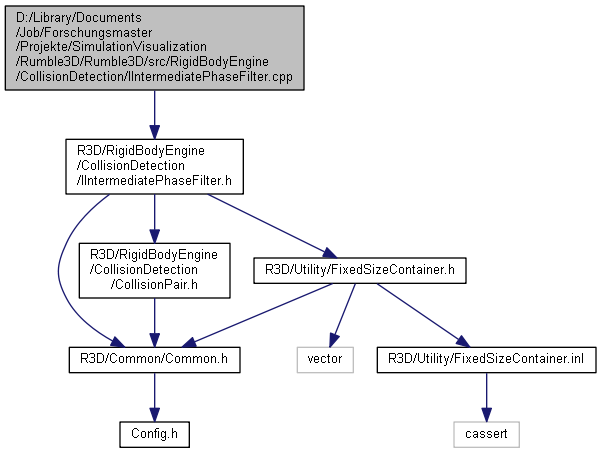 D:/Library/Documents
/Job/Forschungsmaster
/Projekte/SimulationVisualization
/Rumble3D/Rumble3D/src/RigidBodyEngine
/CollisionDetection/IIntermediatePhaseFilter.cpp
R3D/RigidBodyEngine
/CollisionDetection
/IIntermediatePhaseFilter.h
R3D/RigidBodyEngine
/CollisionDetection
/CollisionPair.h
R3D/Utility/FixedSizeContainer.h
R3D/Common/Common.h
vector
R3D/Utility/FixedSizeContainer.inl
Config.h
cassert